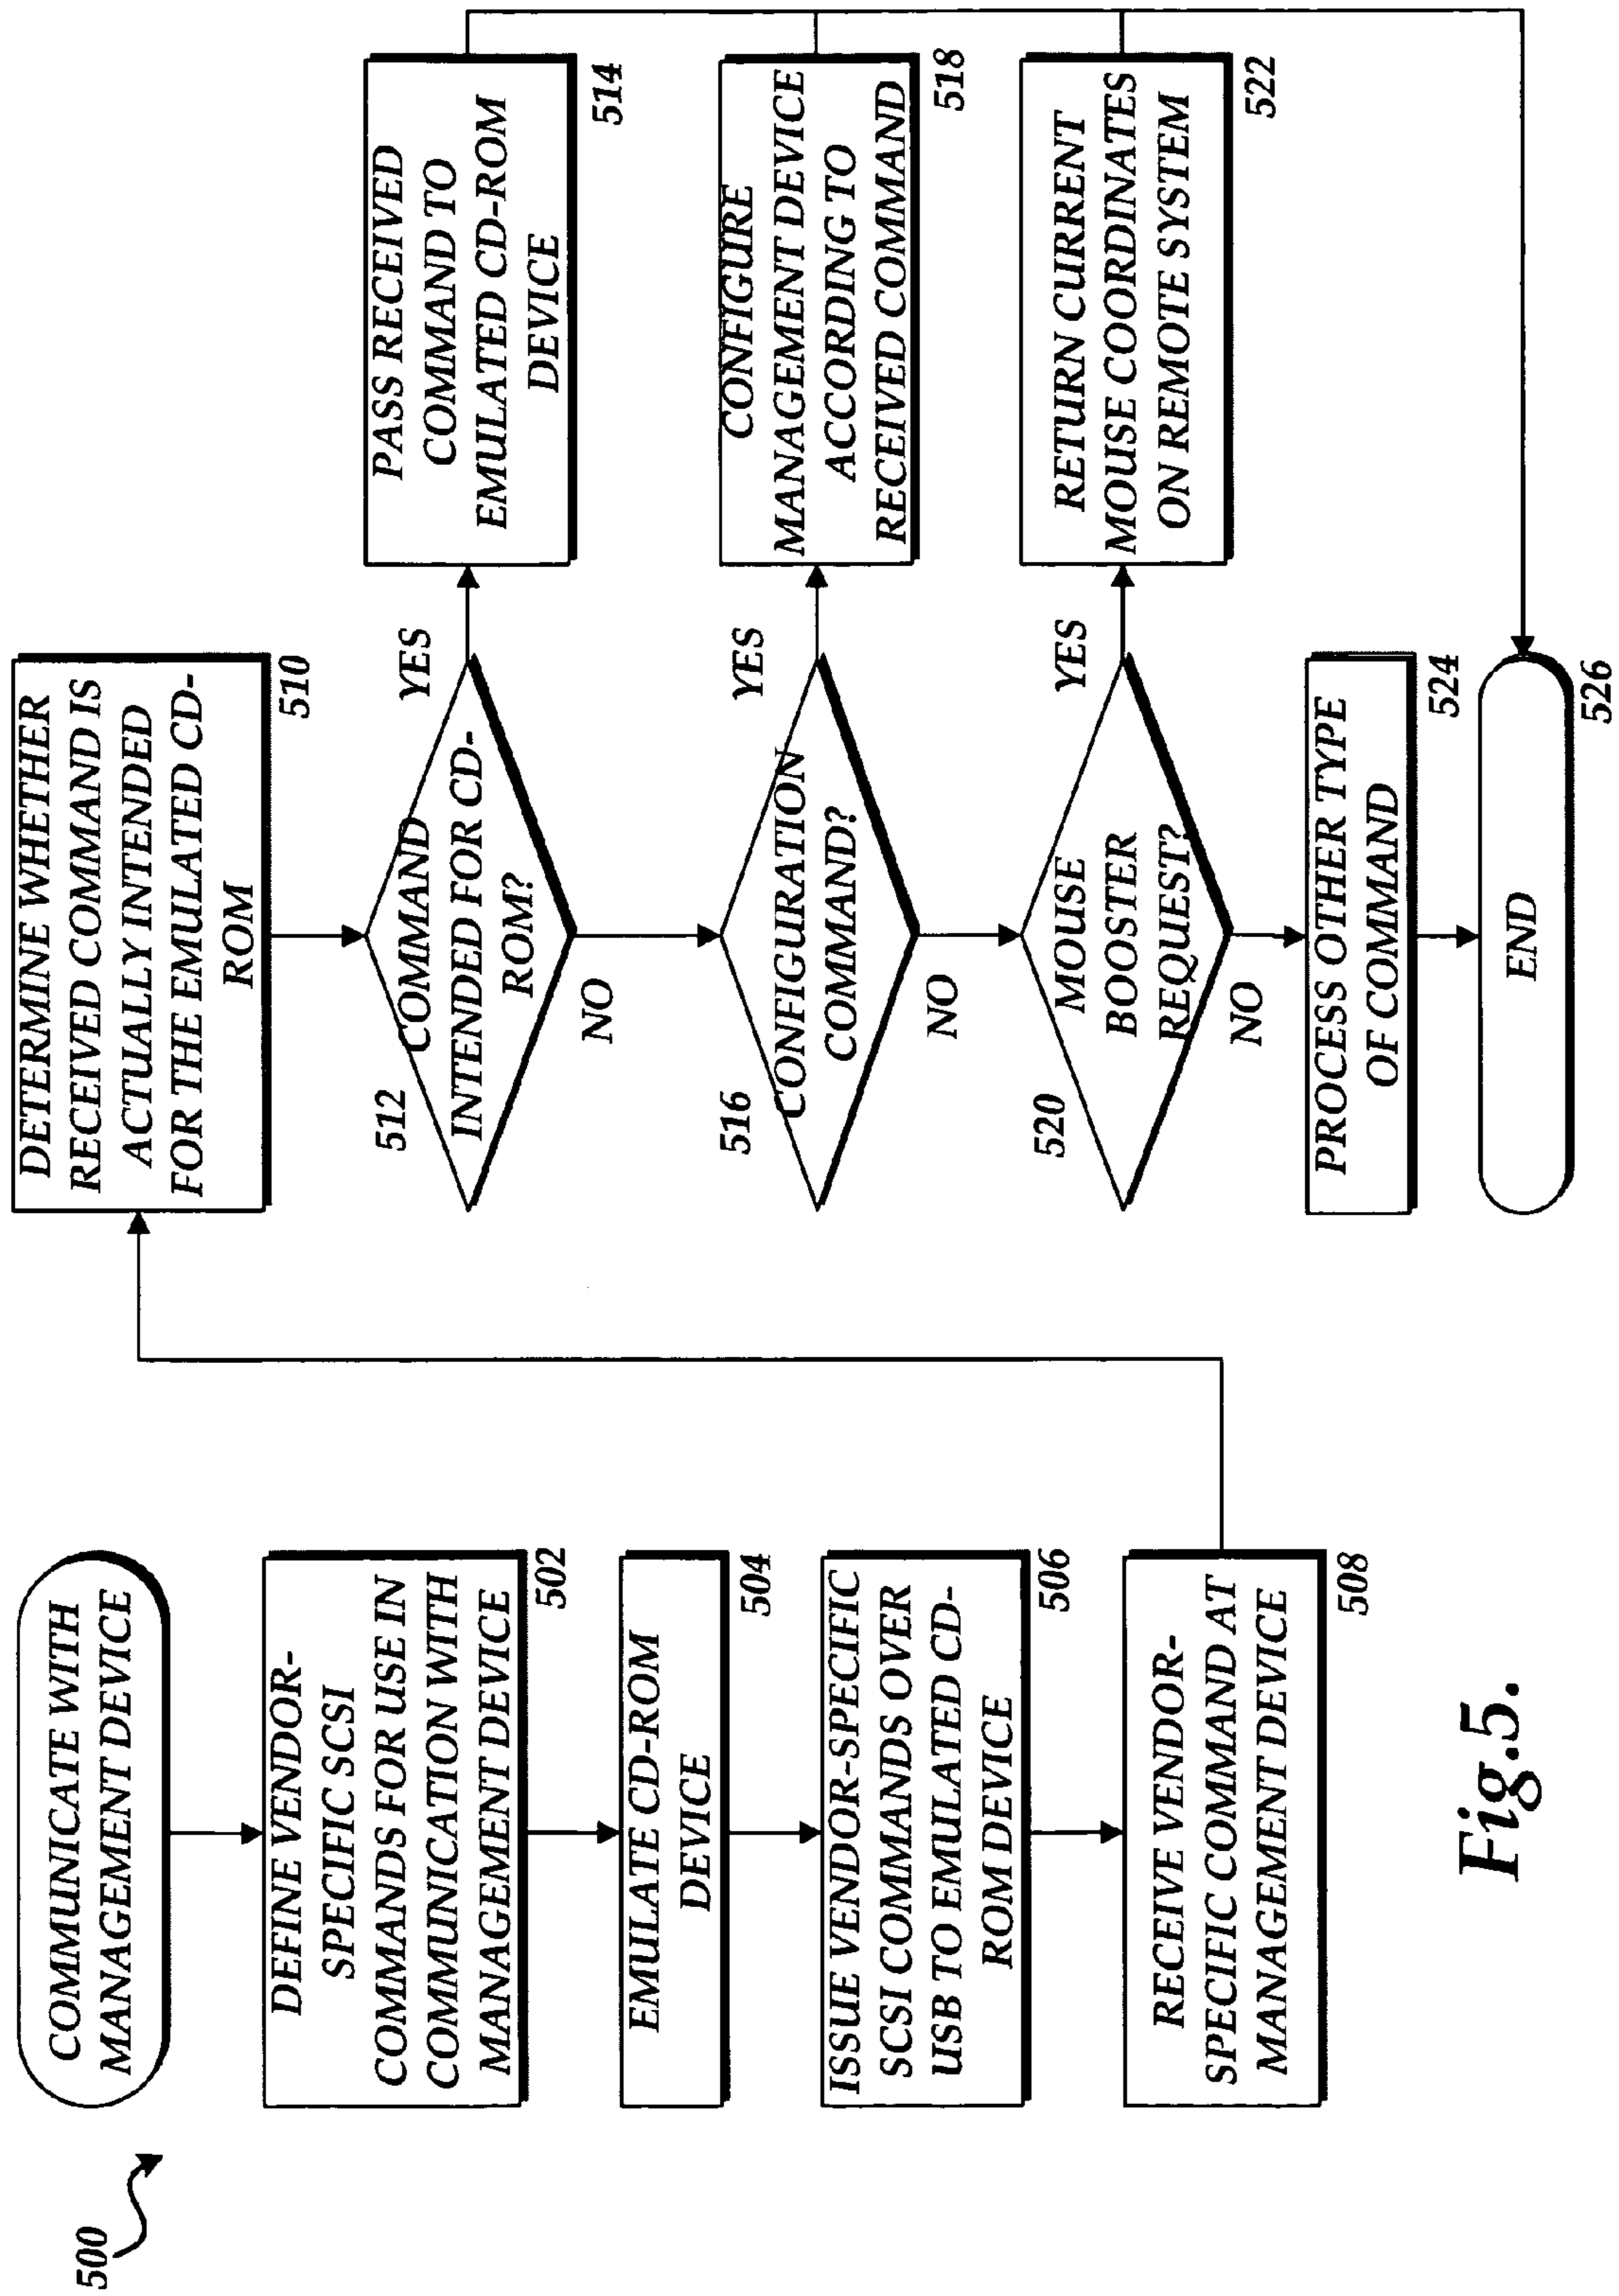 500
COMMUNICATE WITH
MANAGEMENT DEVICE
DEFINE VENDOR-
SPECIFIC SCSI
COMMANDS FOR USE IN
COMMUNICATION WITH
MANAGEMENT DEVICE
502
EMULATE CD-ROM
DEVICE
504
ISSUE VENDOR-SPECIFIC
SCSI COMMANDS OVER
USB TO EMULATED CD-
ROM DEVICE
506
RECEIVE VENDOR-
SPECIFIC COMMAND AT
MANAGEMENT DEVICE
508
DETERMINE WHETHER
RECEIVED COMMAND IS
ACTUALLY INTENDED
FOR THE EMULATED CD-
ROM
510
512
COMMAND
INTENDED FOR CD-
ROM?
YES
NO
PASS RECEIVED
COMMAND TO
EMULATED CD-ROM
DEVICE
514
516
CONFIGURATION
COMMAND?
YES
NO
CONFIGURE
MANAGEMENT DEVICE
ACCORDING TO
RECEIVED COMMAND
518
520
MOUSE
BOOSTER
REQUEST?
YES
NO
RETURN CURRENT
MOUSE COORDINATES
ON REMOTE SYSTEM
522
PROCESS OTHER TYPE
OF COMMAND
524
END
526
Fig.5.